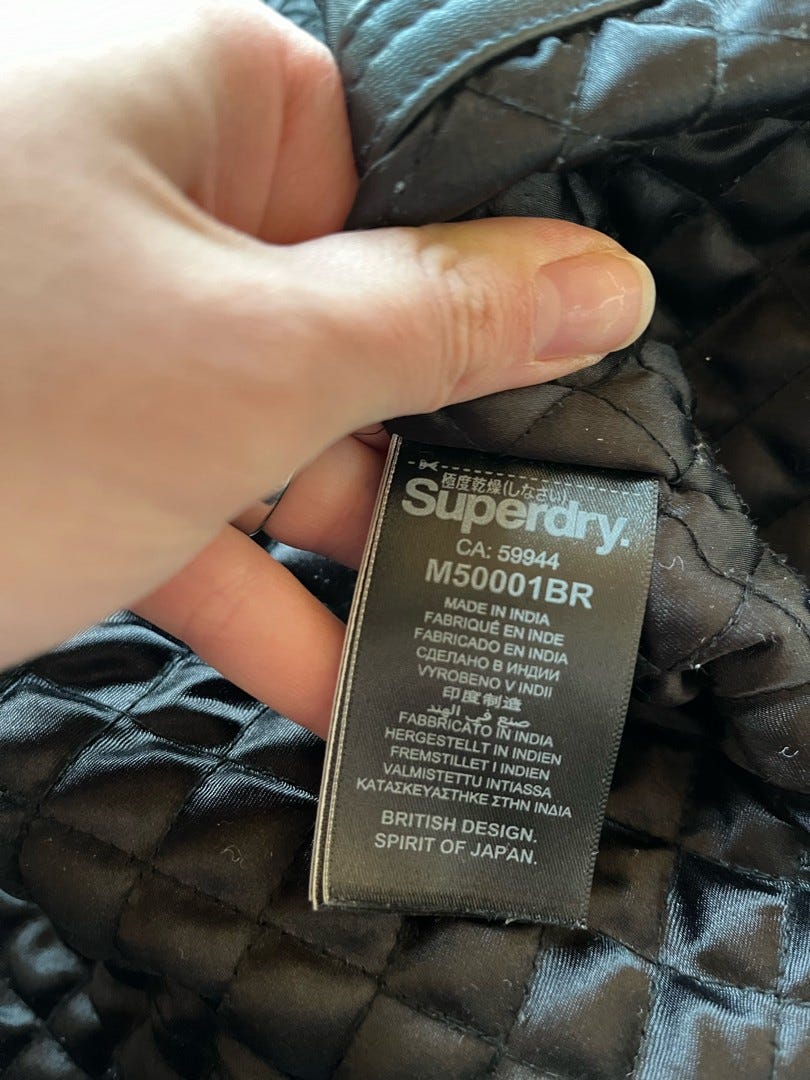 極度乾燥(しなさい)
Superdry.
CA: 59944
M50001BR
MADE IN INDIA
FABRIQUÉ EN INDE
FABRICADO EN INDIA
СДЕЛАНО В ИНДИИ
VYROBENO V INDII
印度制造
صنع في الهند
FABBRICATO IN INDIA
HERGESTELLT IN INDIEN
FREMSTILLET I INDIEN
VALMISTETTU INTIASSA
ΚΑΤΑΣΚΕΥΑΣΤΗΚΕ ΣΤΗΝ ΙΝΔΙΑ
BRITISH DESIGN.
SPIRIT OF JAPAN.